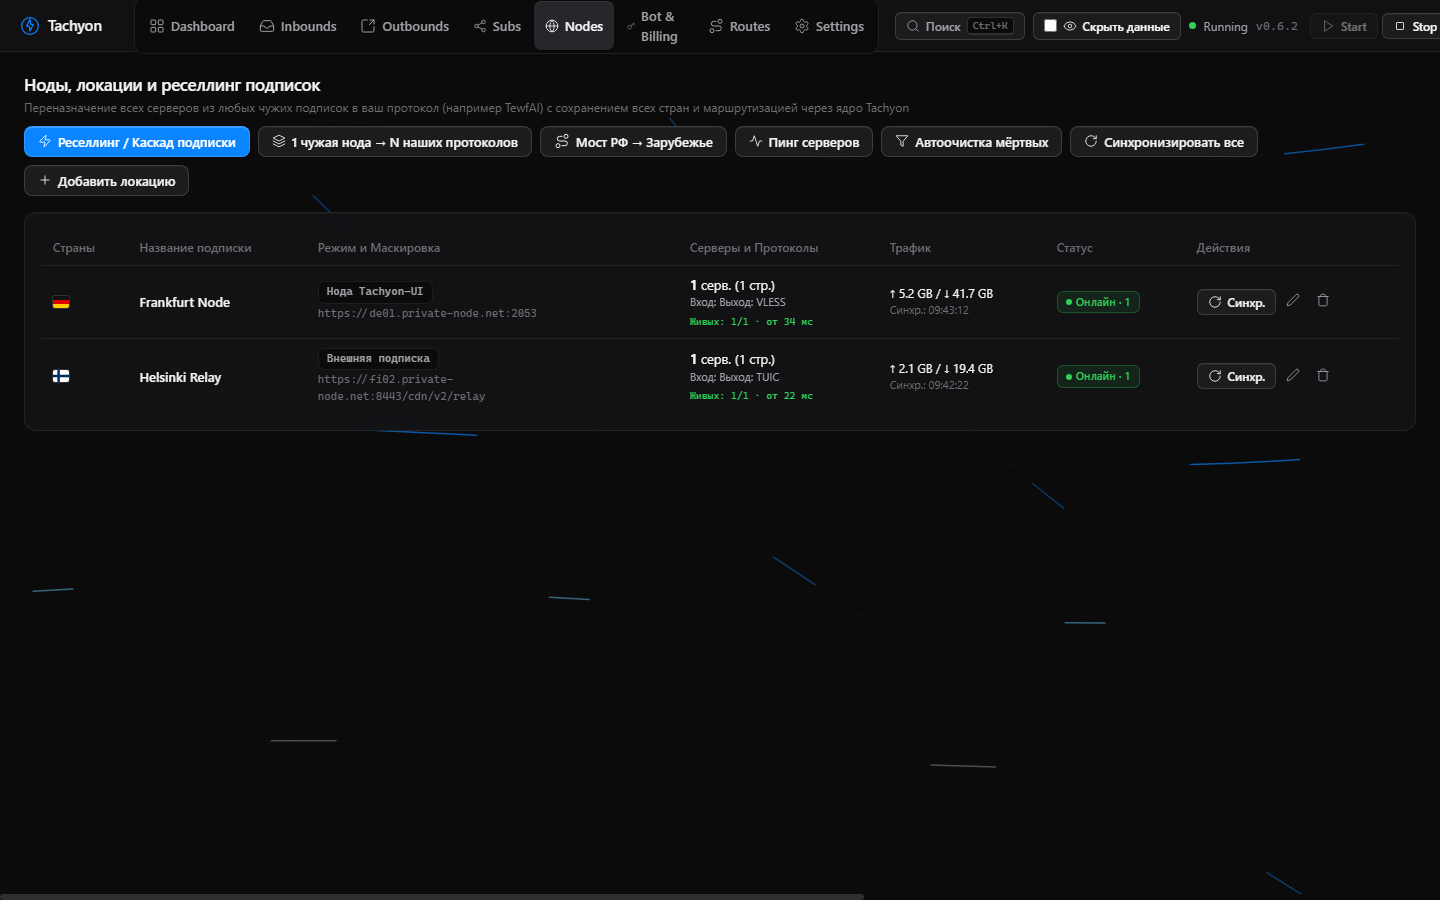 Tachyon
Dashboard
Inbounds
Outbounds
Subs
Nodes
Bot &
Billing
Routes
Settings
Поиск Ctrl+K
Скрыть данные
Running v0.6.2
Start
Stop
Ноды, локации и реселлинг подписок
Переназначение всех серверов из любых чужих подписок в ваш протокол (например TewfAI) с сохранением всех стран и маршрутизацией через ядро Tachyon
Реселлинг / Каскад подписки
1 чужая нода → N наших протоколов
Мост РФ → Зарубежье
Пинг серверов
Автоочистка мёртвых
Синхронизировать все
Добавить локацию
Страны Название подписки Режим и Маскировка Серверы и Протоколы Трафик Статус Действия
Frankfurt Node
Нода Tachyon-UI
https://de01.private-node.net:2053
1 серв. (1 стр.)
Вход: Выход: VLESS
Живых: 1/1 · от 34 мс
↑ 5.2 GB / ↓ 41.7 GB
Синхр.: 09:43:12
Онлайн · 1
Синхр.
Helsinki Relay
Внешняя подписка
https://fi02.private-
node.net:8443/cdn/v2/relay
1 серв. (1 стр.)
Вход: Выход: TUIC
Живых: 1/1 · от 22 мс
↑ 2.1 GB / ↓ 19.4 GB
Синхр.: 09:42:22
Онлайн · 1
Синхр.